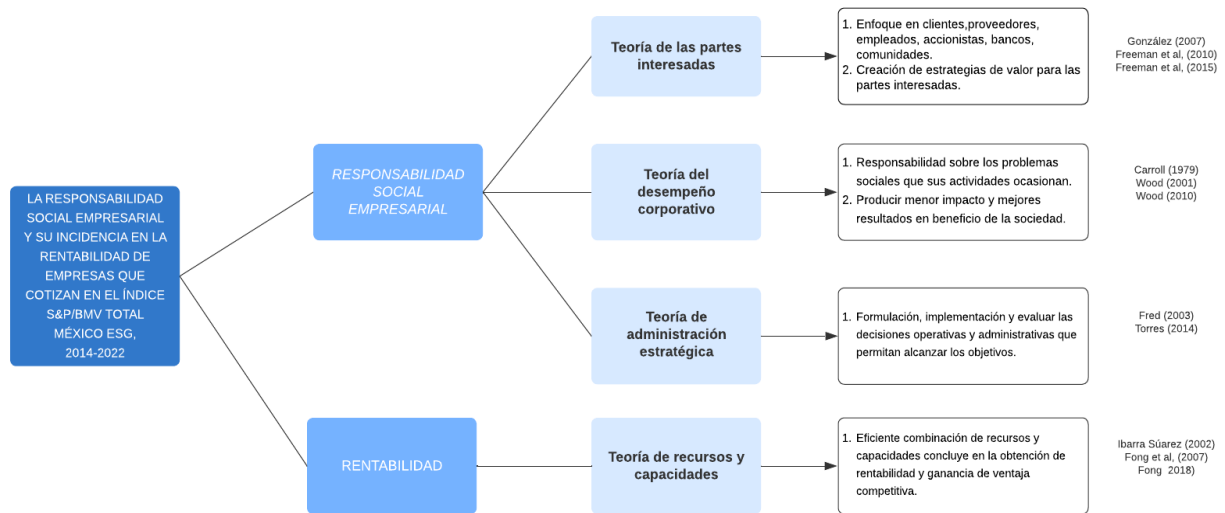 LA RESPONSABILIDAD
SOCIAL EMPRESARIAL
Y SU INCIDENCIA EN LA
RENTABILIDAD DE
EMPRESAS QUE
COTIZAN EN EL ÍNDICE
S&P/BMV TOTAL
MÉXICO ESG,
2014-2022
RESPONSABILIDAD
SOCIAL
EMPRESARIAL
Teoría de las partes
interesadas
1. Enfoque en clientes,proveedores,
empleados, accionistas, bancos,
comunidades.
2. Creación de estrategias de valor para las
partes interesadas.
González (2007)
Freeman et al, (2010)
Freeman et al, (2015)
Teoría del
desempeño
corporativo
1. Responsabilidad sobre los problemas
sociales que sus actividades ocasionan.
2. Producir menor impacto y mejores
resultados en beneficio de la sociedad.
Carroll (1979)
Wood (2001)
Wood (2010)
Teoría de
administración
estratégica
1. Formulación, implementación y evaluar las
decisiones operativas y administrativas que
permitan alcanzar los objetivos.
Fred (2003)
Torres (2014)
RENTABILIDAD
Teoría de recursos y
capacidades
1. Eficiente combinación de recursos y
capacidades concluye en la obtención de
rentabilidad y ganancia de ventaja
competitiva.
Ibarra Súarez (2002)
Fong et al, (2007)
Fong 2018)